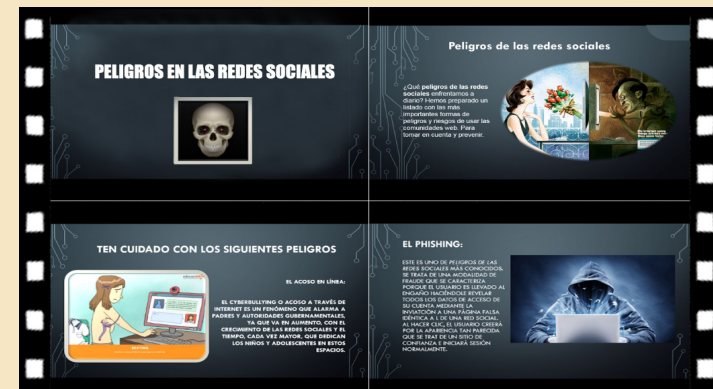 PELIGROS EN LAS REDES SOCIALES
Peligros de las redes sociales
¿Qué peligros de las redes
sociales enfrentamos a
diario? Hemos preparado un
listado con las más
importantes formas de
peligros y riesgos de usar las
comunidades web. Para
tomar en cuenta y prevenir.
TEN CUIDADO CON LOS SIGUIENTES PELIGROS
EL ACOSO EN LÍNEA:
EL CYBERBULLYING O ACOSO A TRAVÉS DE
INTERNET ES UN FENÓMENO QUE ALARMA A
PADRES Y AUTORIDADES GUBERNAMENTALES,
YA QUE VA EN AUMENTO, CON EL
CRECIMIENTO DE LAS REDES SOCIALES Y EL
TIEMPO, CADA VEZ MAYOR, QUE DEDICAN
LOS NIÑOS Y ADOLESCENTES EN ESTOS
ESPACIOS.
EL PHISHING:
ESTE ES UNO DE PELIGROS DE LAS
REDES SOCIALES MÁS CONOCIDOS.
SE TRATA DE UNA MODALIDAD DE
FRAUDE QUE SE CARACTERIZA
PORQUE EL USUARIO ES LLEVADO AL
ENGAÑO HACIÉNDOLE REVELAR
TODOS LOS DATOS DE ACCESO DE
SU CUENTA MEDIANTE LA
INVIATCIÓN A UNA PÁGINA FALSA
IDÉNTICA A L DE UNA RED SOCIAL.
AL HACER CLIC, EL USUARIO CREERÁ
POR LA APARIENCIA TAN PARECIDA
QUE SE TRAT DE UN SITIO DE
CONFIANZA E INICIARÁ SESIÓN
NORMALMENTE.